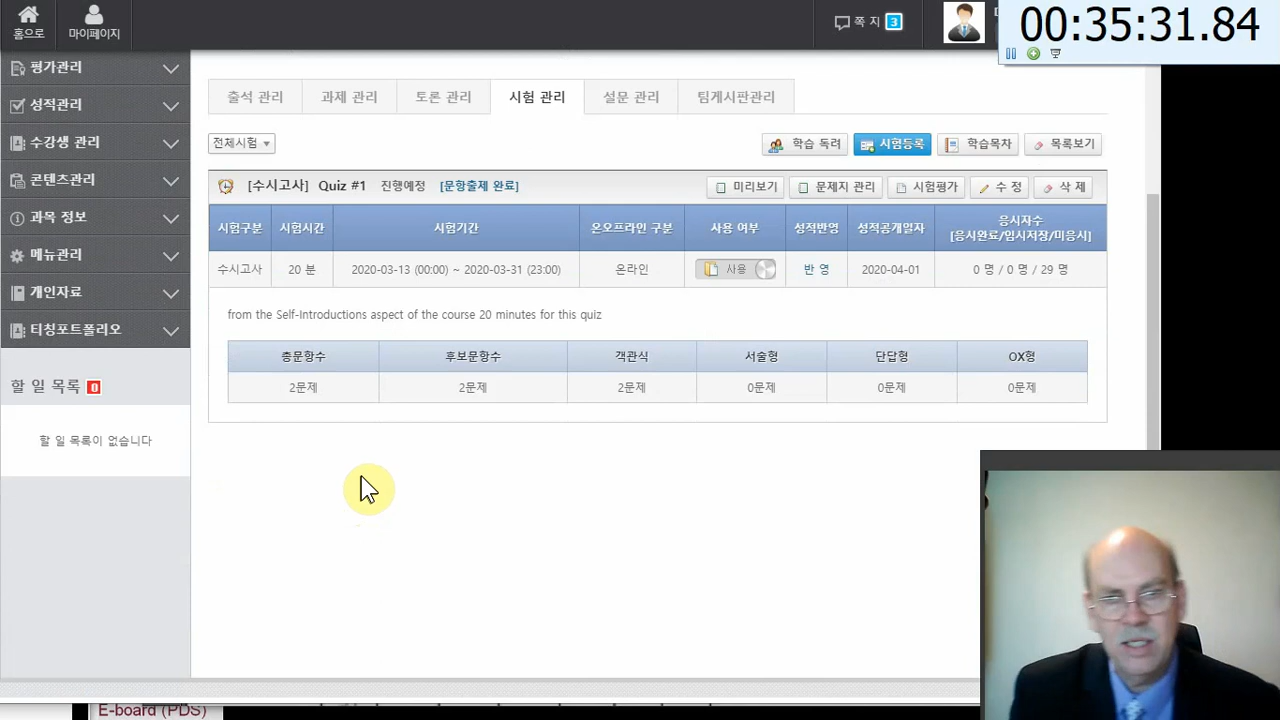 홈으로
마이페이지
쪽 지 3
00:35:31.84
평가관리
성적관리
수강생 관리
콘텐츠관리
과목 정보
메뉴관리
개인자료
티칭포트폴리오
할 일 목록 0
할 일 목록이 없습니다
출석 관리 과제 관리 토론 관리 시험 관리 설문 관리 팀게시판관리
전체시험 학습 독려 시험등록 학습목차 목록보기
[수시고사] Quiz #1 진행예정 [문항출제 완료] 미리보기 문제지 관리 시험평가 수 정 삭 제
시험구분 시험시간 시험기간 온오프라인 구분 사용 여부 성적반영 성적공개일자 응시자수
[응시완료/임시저장/미응시]
수시고사 20 분 2020-03-13 (00:00) ~ 2020-03-31 (23:00) 온라인 사용 반 영 2020-04-01 0 명 / 0 명 / 29 명
from the Self-Introductions aspect of the course 20 minutes for this quiz
총문항수 후보문항수 객관식 서술형 단답형 OX형
2문제 2문제 2문제 0문제 0문제 0문제
E-board (PDS)